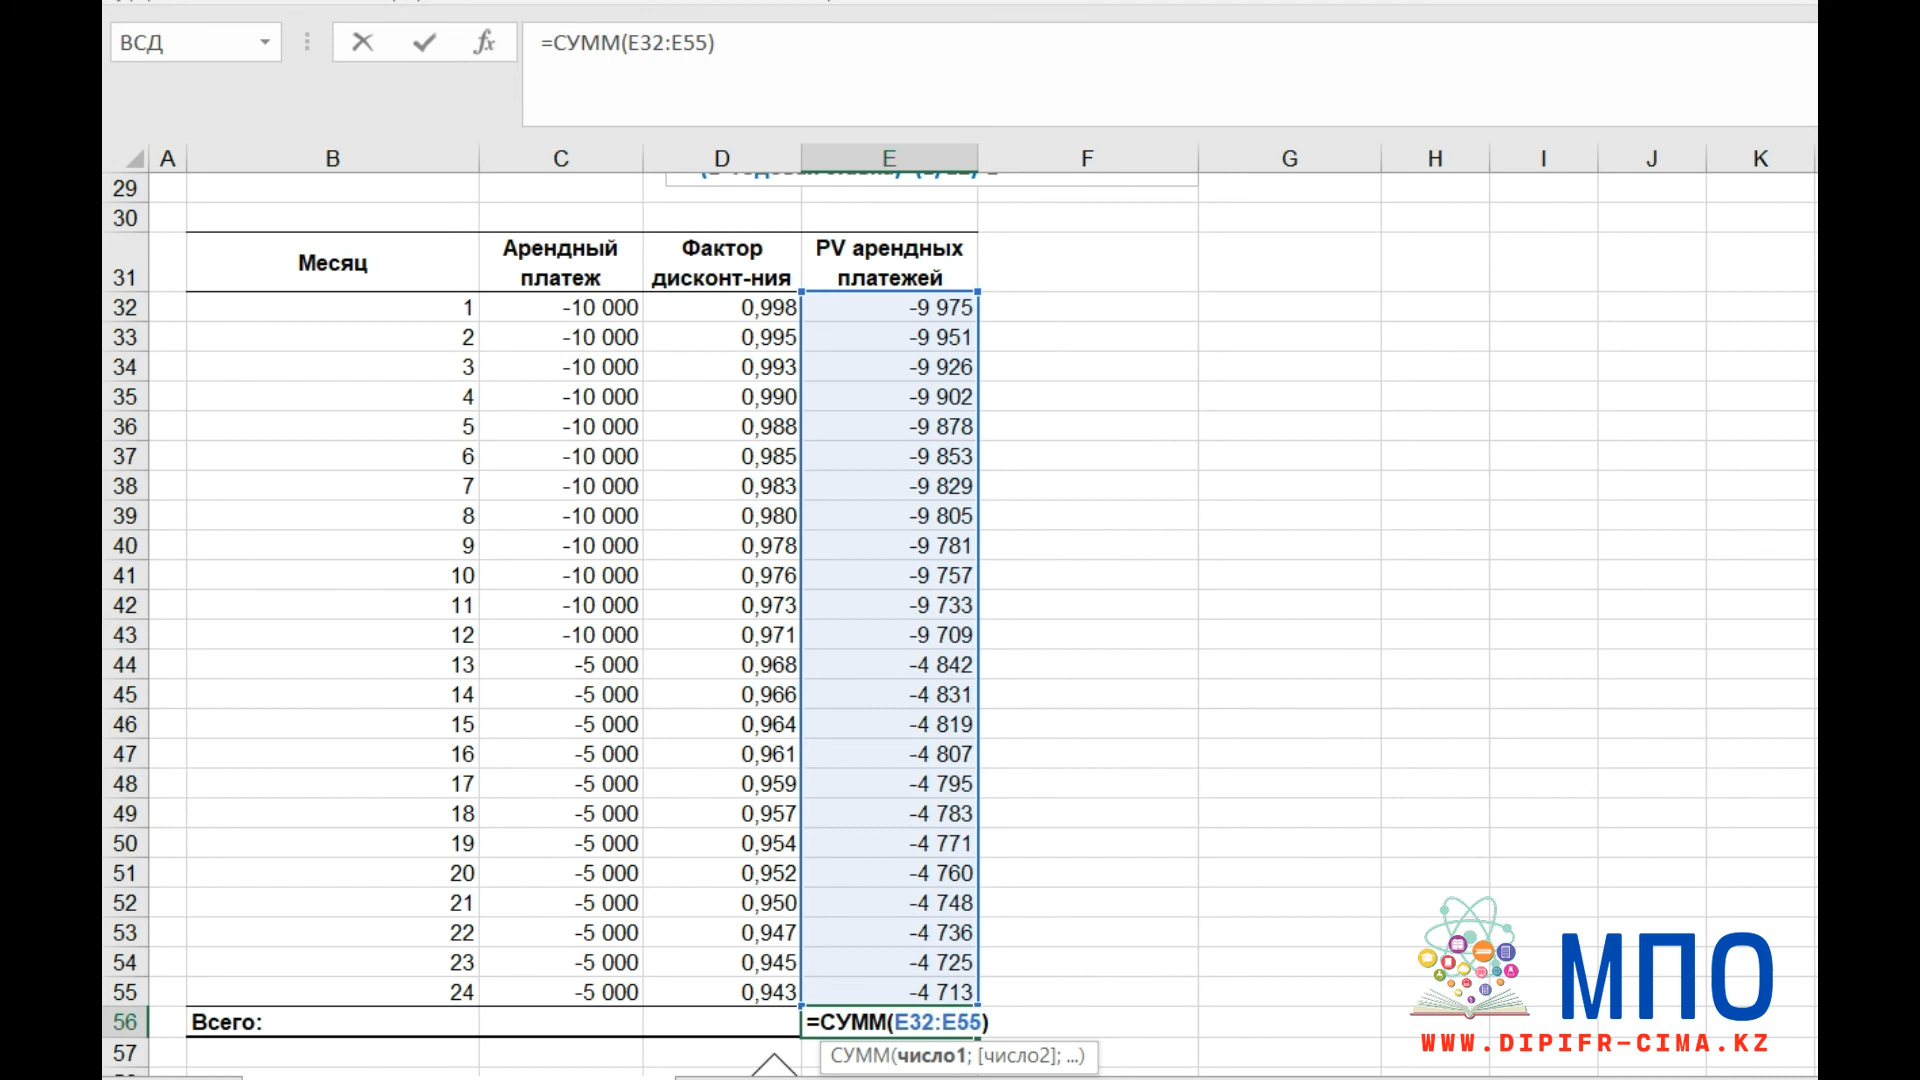 ВСД fx =СУММ(E32:E55)
A B C D E F G H I J K
29
30
31 Месяц Арендный платеж Фактор дисконт-ния PV арендных платежей
32 1 -10 000 0,998 -9 975
33 2 -10 000 0,995 -9 951
34 3 -10 000 0,993 -9 926
35 4 -10 000 0,990 -9 902
36 5 -10 000 0,988 -9 878
37 6 -10 000 0,985 -9 853
38 7 -10 000 0,983 -9 829
39 8 -10 000 0,980 -9 805
40 9 -10 000 0,978 -9 781
41 10 -10 000 0,976 -9 757
42 11 -10 000 0,973 -9 733
43 12 -10 000 0,971 -9 709
44 13 -5 000 0,968 -4 842
45 14 -5 000 0,966 -4 831
46 15 -5 000 0,964 -4 819
47 16 -5 000 0,961 -4 807
48 17 -5 000 0,959 -4 795
49 18 -5 000 0,957 -4 783
50 19 -5 000 0,954 -4 771
51 20 -5 000 0,952 -4 760
52 21 -5 000 0,950 -4 748
53 22 -5 000 0,947 -4 736
54 23 -5 000 0,945 -4 725
55 24 -5 000 0,943 -4 713
56 Всего: =СУММ(E32:E55)
57 СУММ(число1; [число2]; ...)
МПО
WWW.DIPIFR-CIMA.KZ